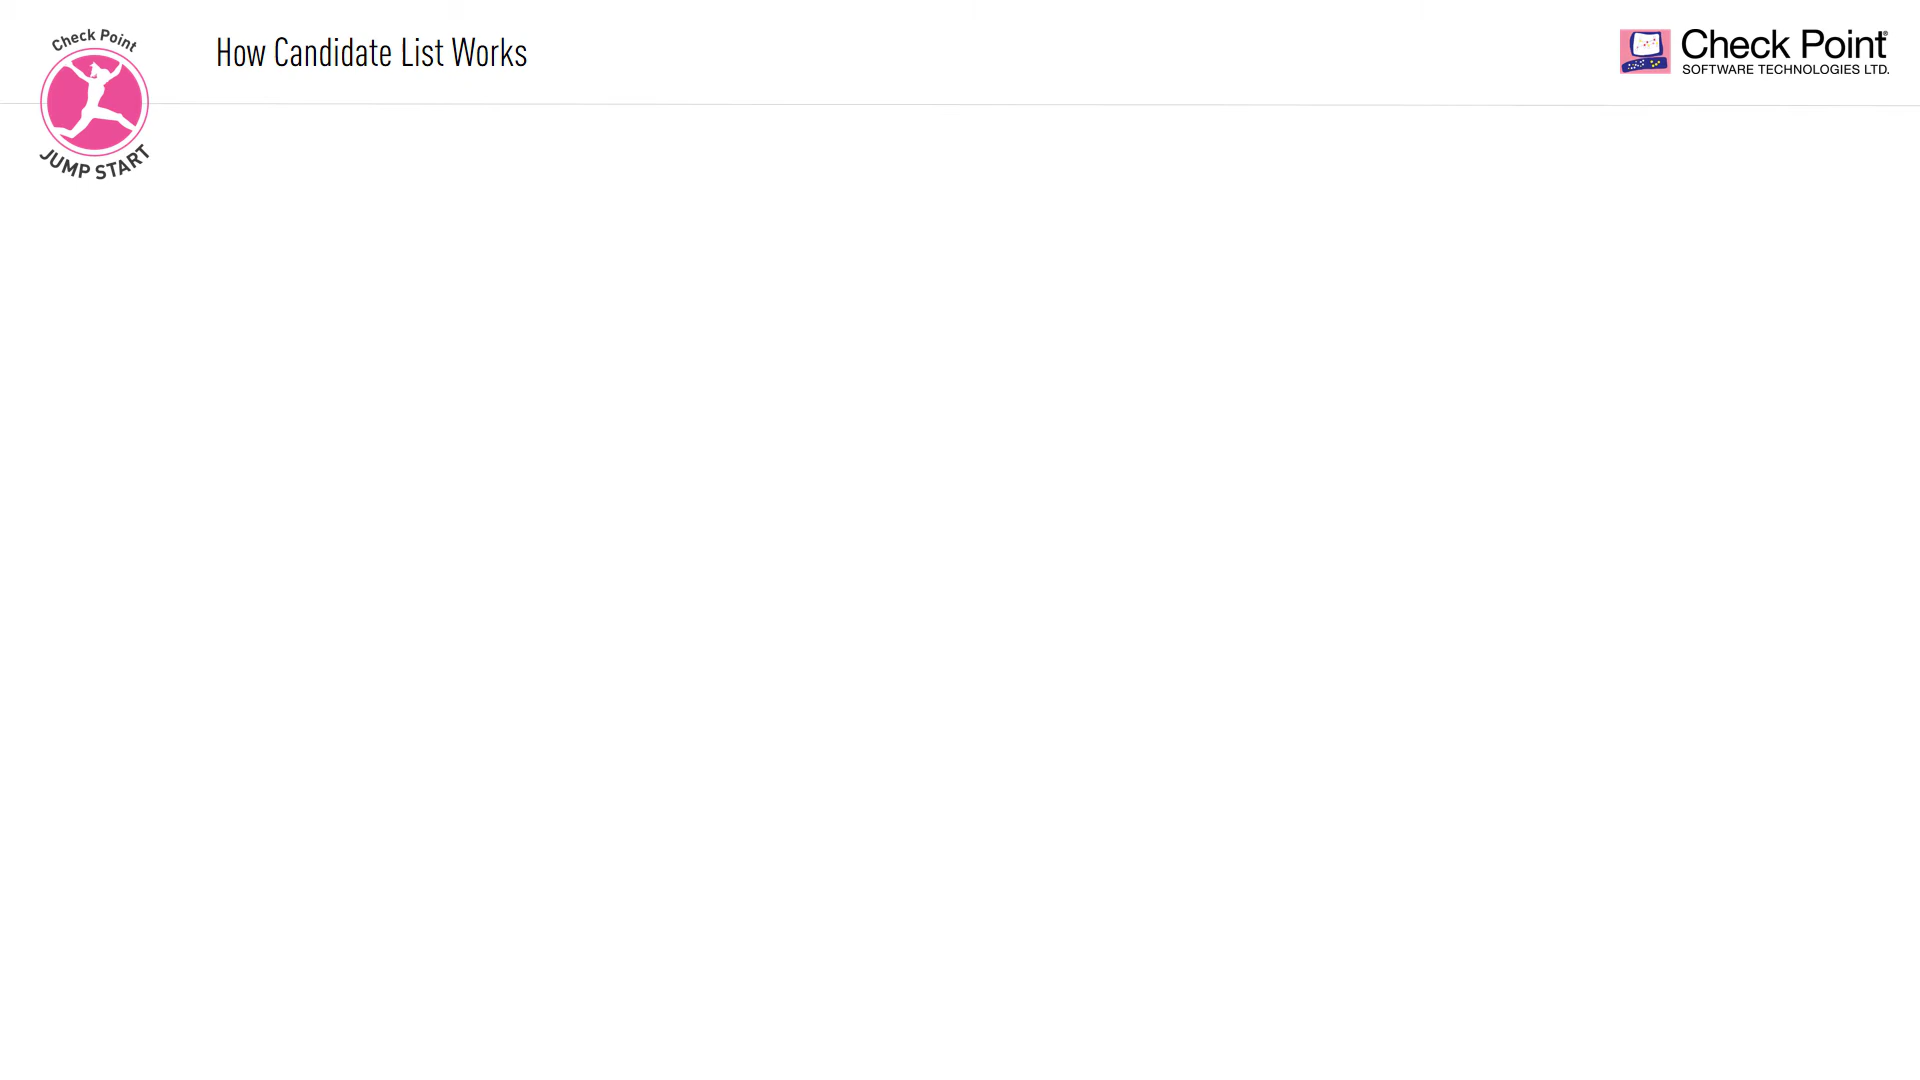 Check Point
JUMP START
How Candidate List Works
Check Point®
SOFTWARE TECHNOLOGIES LTD.